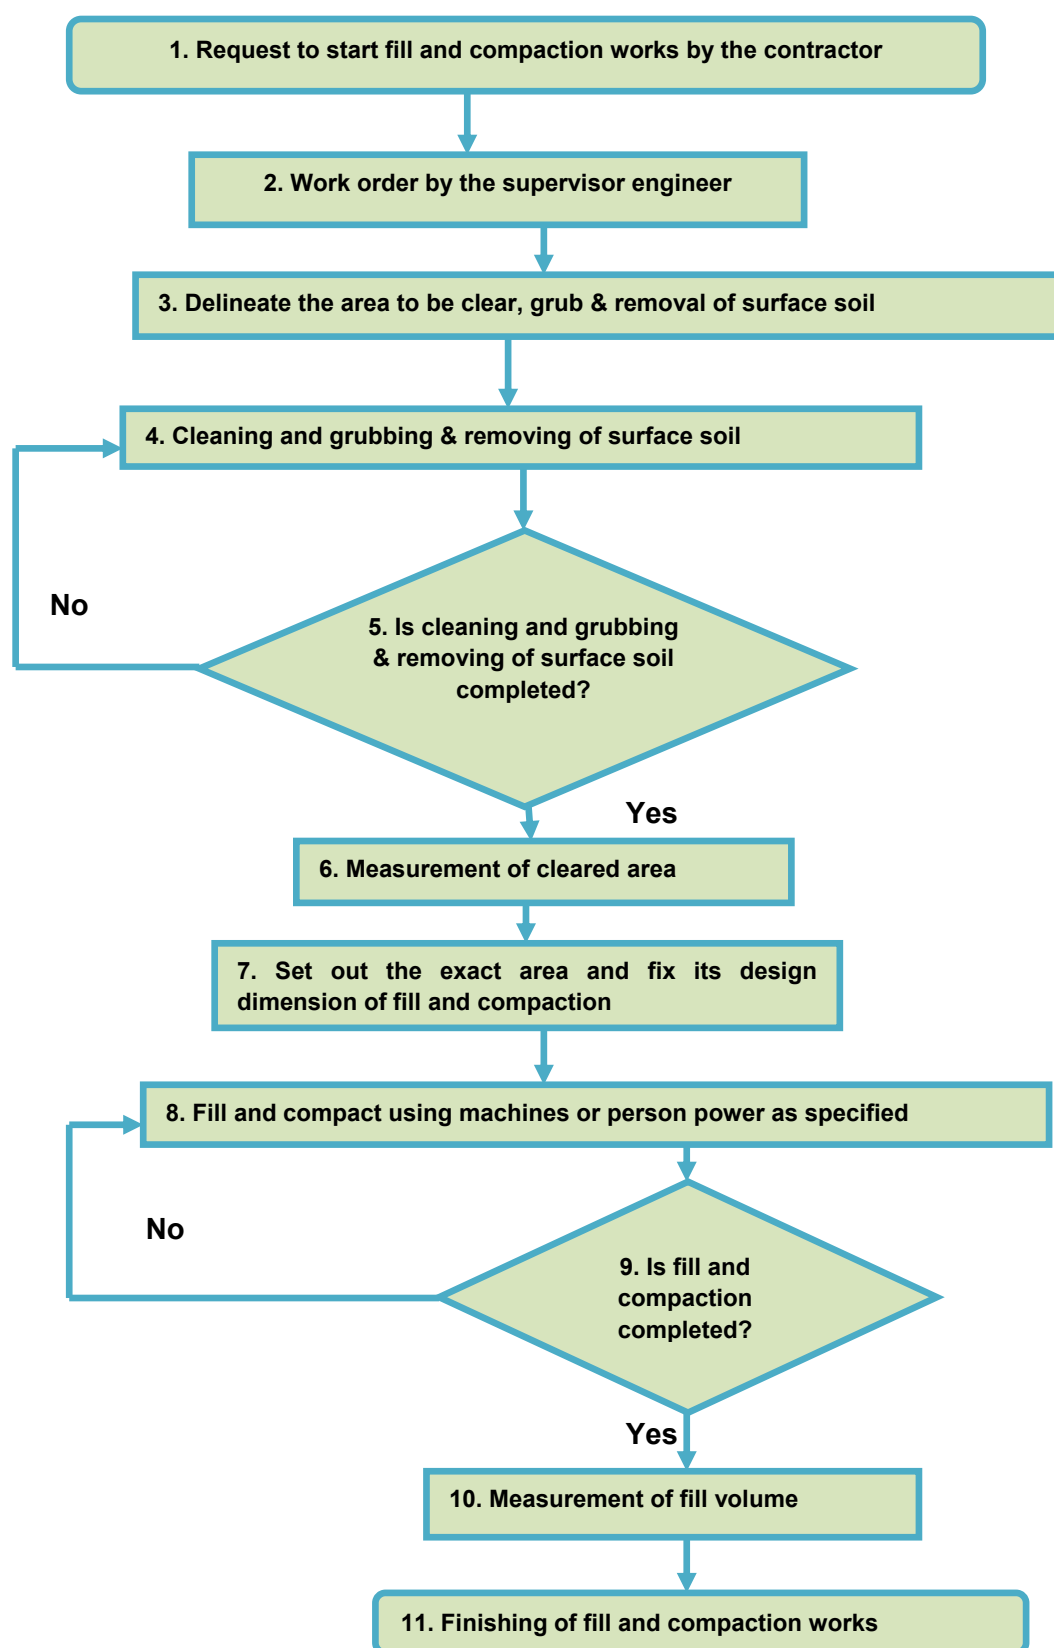 1. Request to start fill and compaction works by the contractor
2. Work order by the supervisor engineer
3. Delineate the area to be clear, grub & removal of surface soil
4. Cleaning and grubbing & removing of surface soil
No
5. Is cleaning and grubbing
& removing of surface soil
completed?
Yes
6. Measurement of cleared area
7. Set out the exact area and fix its design
dimension of fill and compaction
8. Fill and compact using machines or person power as specified
No
9. Is fill and
compaction
completed?
Yes
10. Measurement of fill volume
11. Finishing of fill and compaction works